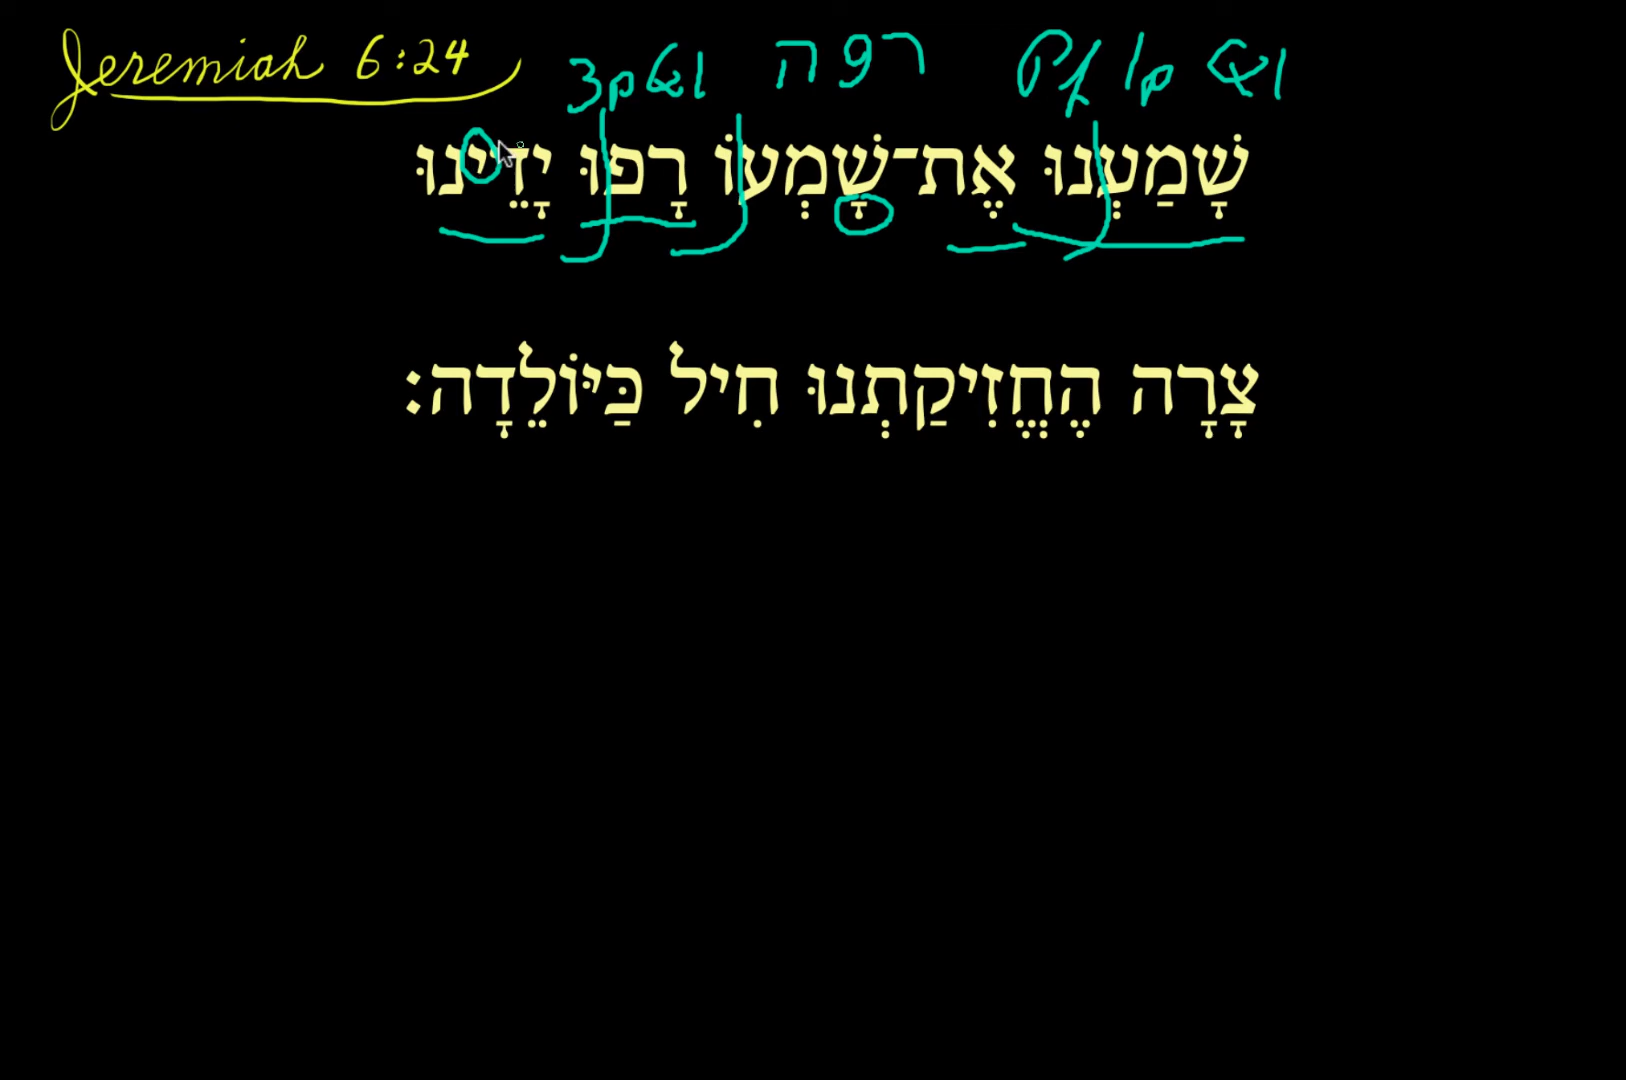 Jeremiah 6:24
רפה
שָׁמַעְנוּ אֶת־שָׁמְעוֹ רָפוּ יָדֵינוּ
צָרָה הֶחֱזִיקַתְנוּ חִיל כַּיּוֹלֵדָה׃